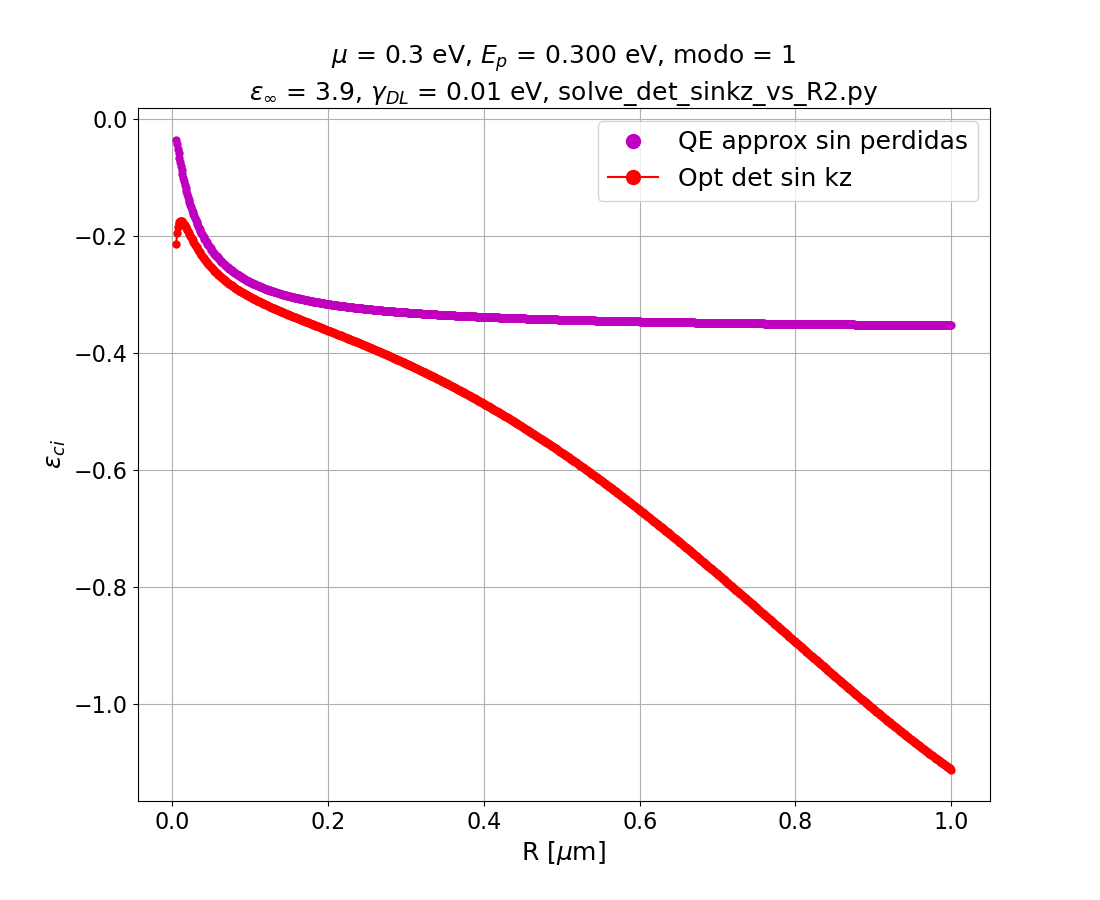 μ = 0.3 eV, E_p = 0.300 eV, modo = 1
ε_∞ = 3.9, γ_DL = 0.01 eV, solve_det_sinkz_vs_R2.py
QE approx sin perdidas
Opt det sin kz
0.0
−0.2
−0.4
−0.6
−0.8
−1.0
ε_ci
0.0 0.2 0.4 0.6 0.8 1.0
R [μm]